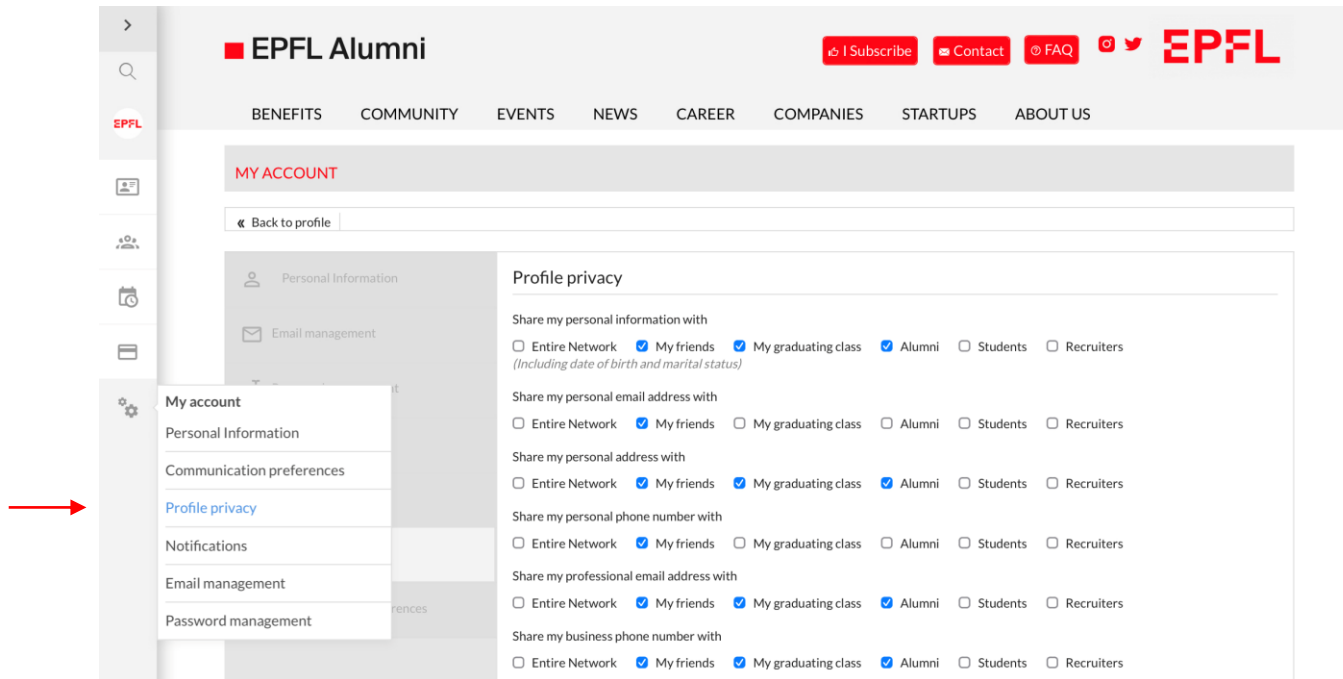 EPFL Alumni
I Subscribe
Contact
FAQ
EPFL
EPFL
BENEFITS COMMUNITY EVENTS NEWS CAREER COMPANIES STARTUPS ABOUT US
MY ACCOUNT
« Back to profile
Personal Information
Email management
My account
Personal Information
Communication preferences
Profile privacy
Notifications
Email management
Password management
Profile privacy
Share my personal information with
Entire Network My friends My graduating class Alumni Students Recruiters
(Including date of birth and marital status)
Share my personal email address with
Entire Network My friends My graduating class Alumni Students Recruiters
Share my personal address with
Entire Network My friends My graduating class Alumni Students Recruiters
Share my personal phone number with
Entire Network My friends My graduating class Alumni Students Recruiters
Share my professional email address with
Entire Network My friends My graduating class Alumni Students Recruiters
Share my business phone number with
Entire Network My friends My graduating class Alumni Students Recruiters